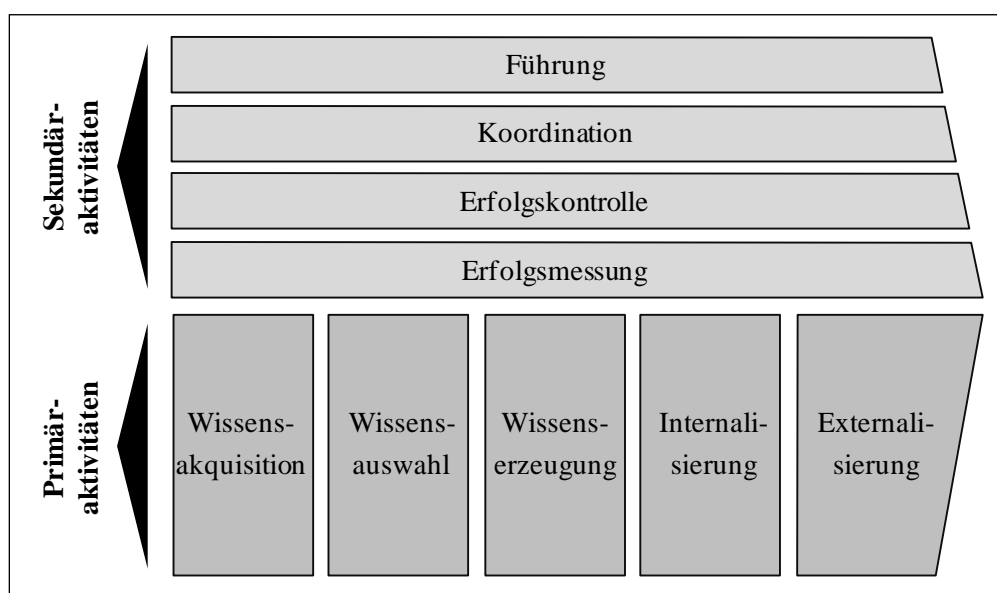 Sekundär-
aktivitäten
Führung
Koordination
Erfolgskontrolle
Erfolgsmessung
Primär-
aktivitäten
Wissens-
akquisition
Wissens-
auswahl
Wissens-
erzeugung
Internali-
sierung
Externali-
sierung